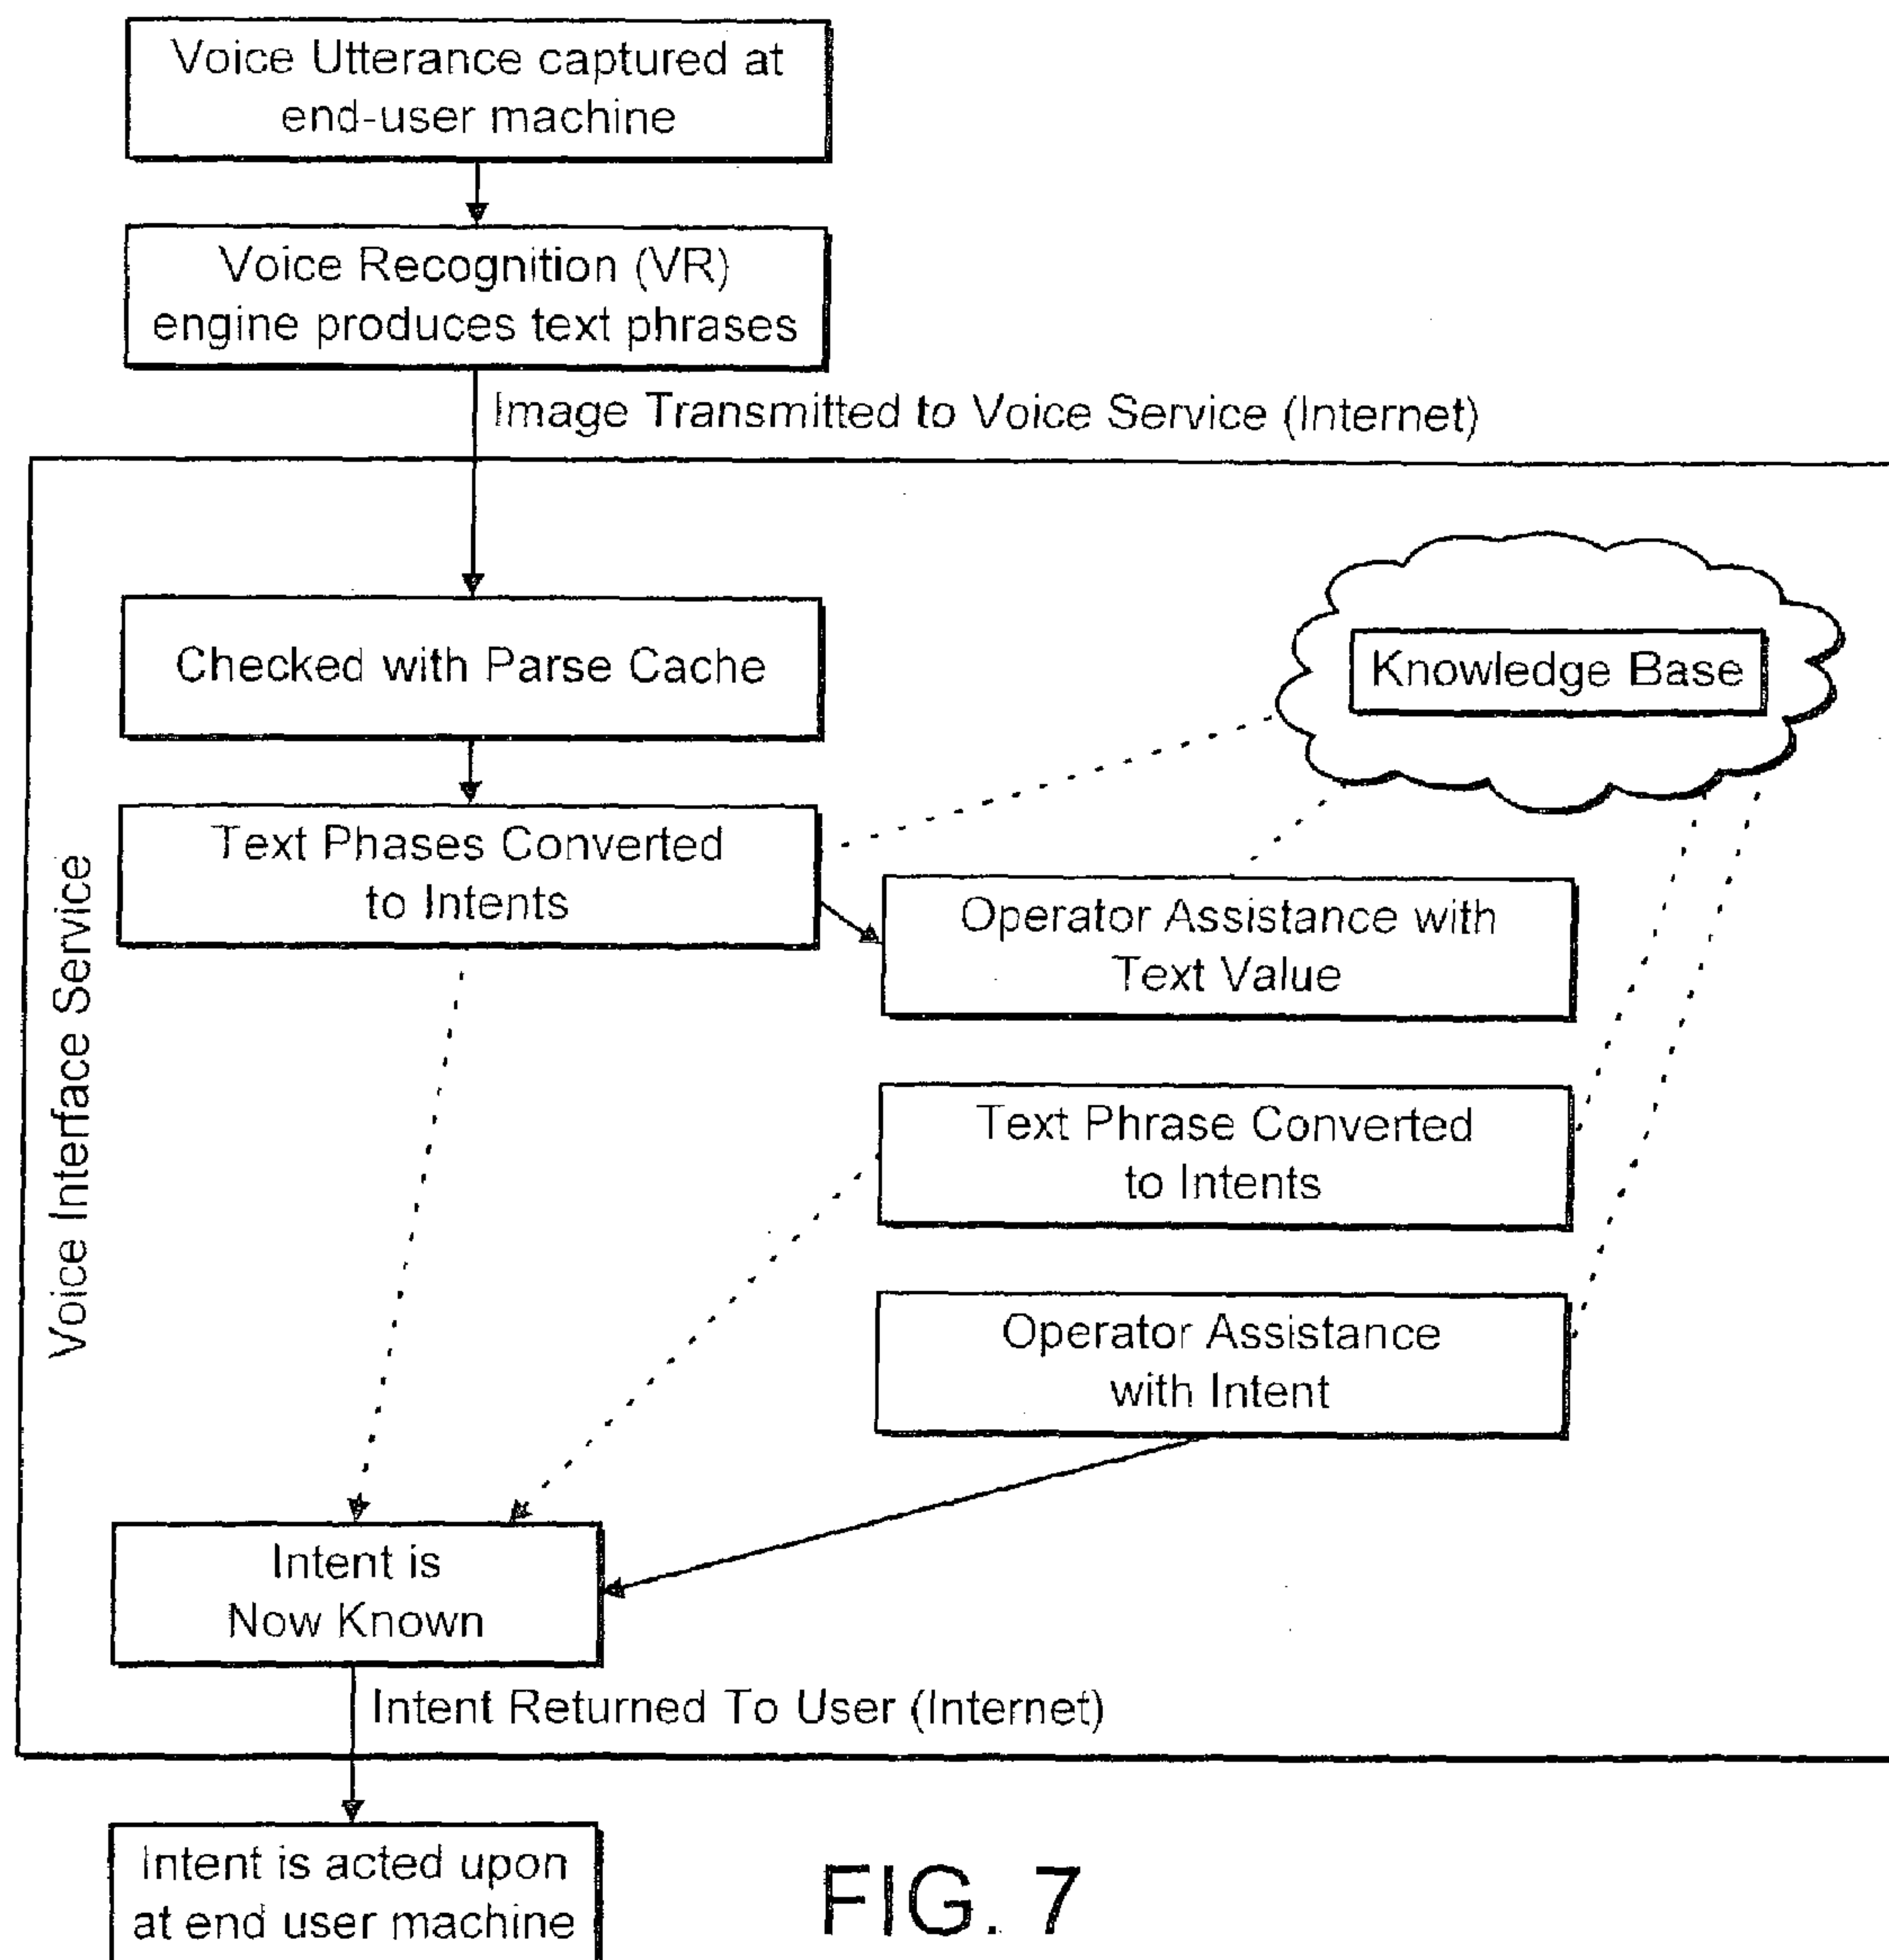 Voice Utterance captured at
end-user machine
Voice Recognition (VR)
engine produces text phrases
Image Transmitted to Voice Service (Internet)
Voice Interface Service
Checked with Parse Cache
Knowledge Base
Text Phases Converted
to Intents
Operator Assistance with
Text Value
Text Phrase Converted
to Intents
Operator Assistance
with Intent
Intent is
Now Known
Intent Returned To User (Internet)
Intent is acted upon
at end user machine
FIG. 7